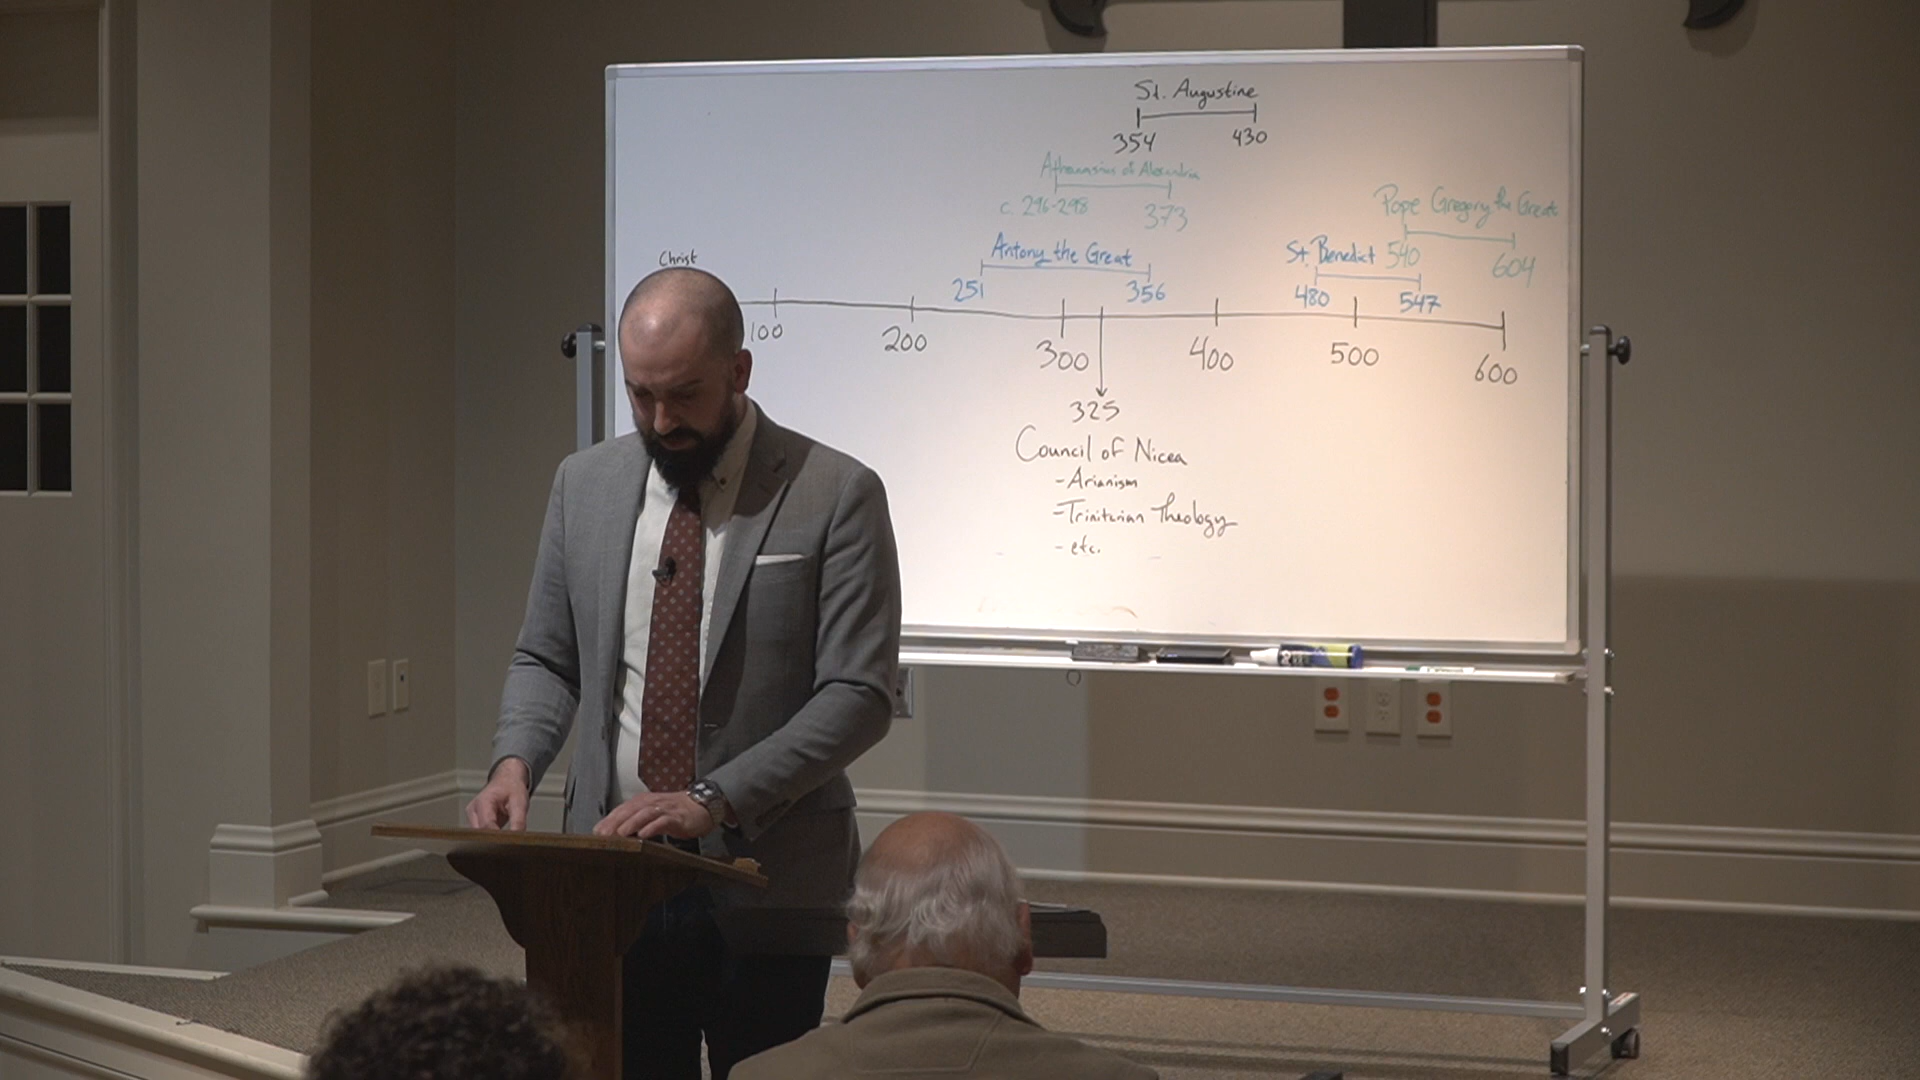 St. Augustine
354 430
Athanasius of Alexandria
c. 296-298 373
Pope Gregory the Great
540 604
Antony the Great
251 356
St. Benedict
480 547
Christ
100 200 300 400 500 600
325
Council of Nicea
- Arianism
- Trinitarian Theology
- etc.